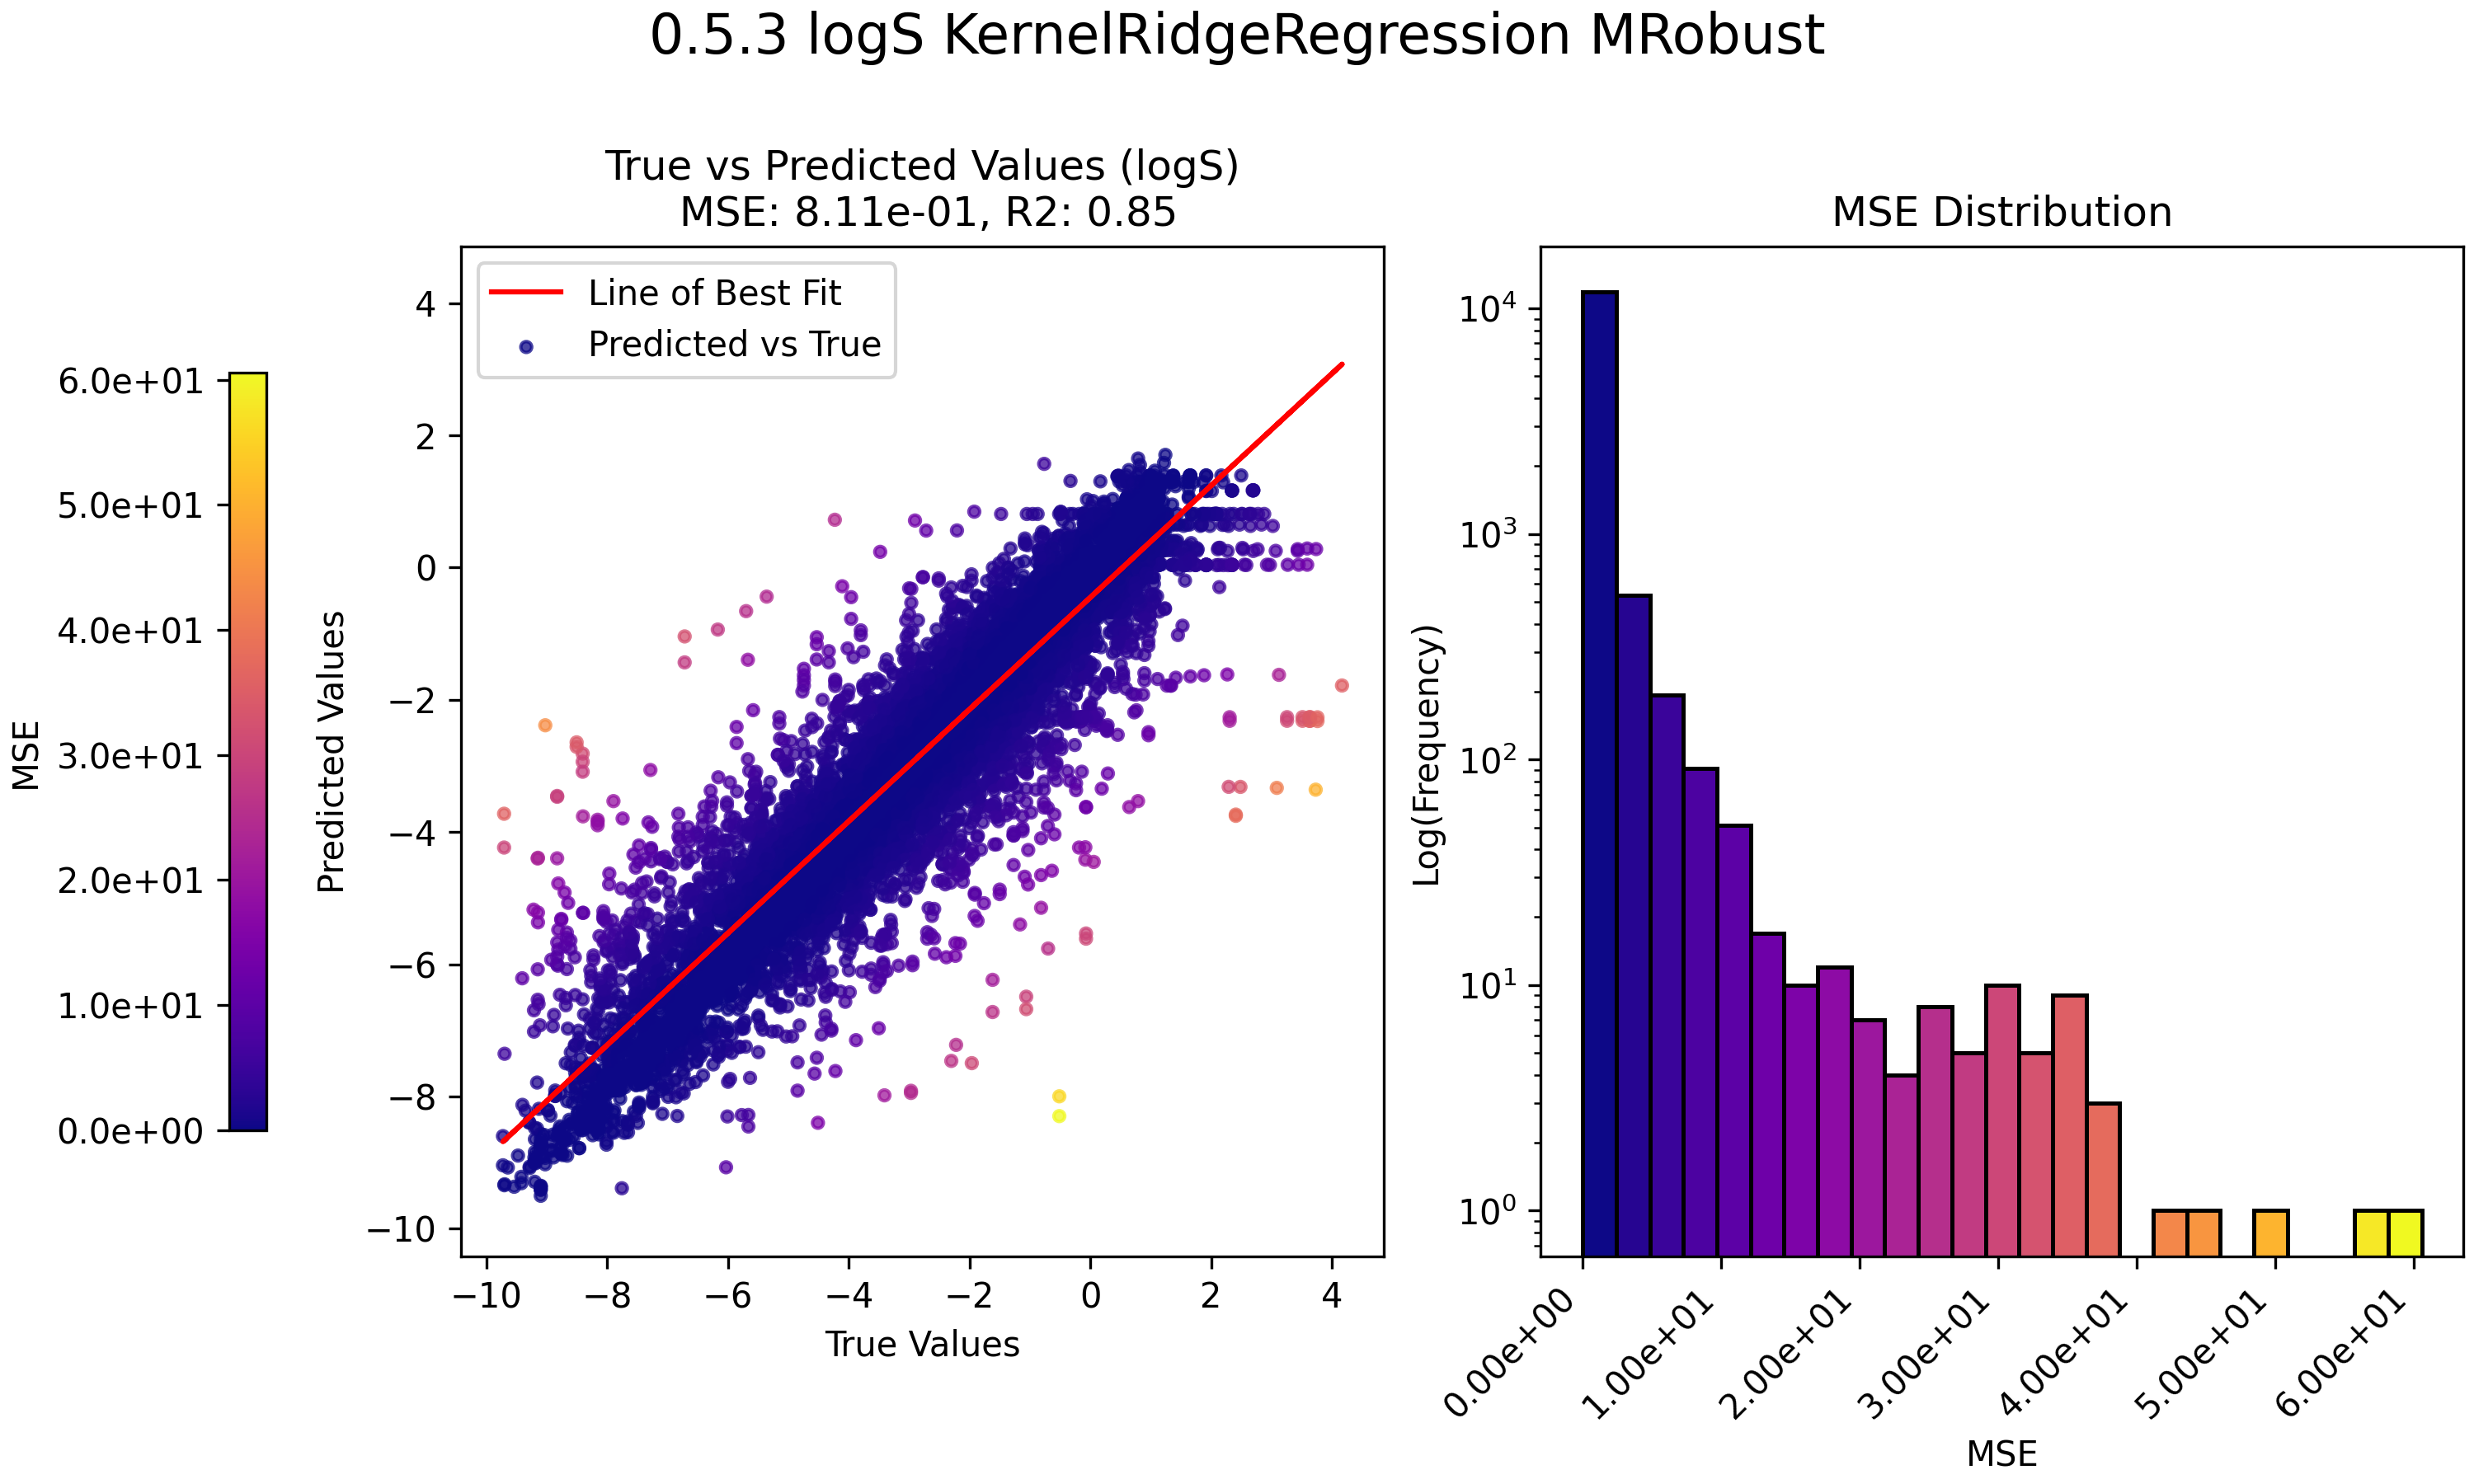 0.5.3 logS KernelRidgeRegression MRobust
True vs Predicted Values (logS)
MSE: 8.11e-01, R2: 0.85
MSE Distribution
Line of Best Fit
Predicted vs True
MSE
6.0e+01
5.0e+01
4.0e+01
3.0e+01
2.0e+01
1.0e+01
0.0e+00
Predicted Values
4
2
0
−2
−4
−6
−8
−10
−10 −8 −6 −4 −2 0 2 4
True Values
Log(Frequency)
10⁴
10³
10²
10¹
10⁰
0.00e+00 1.00e+01 2.00e+01 3.00e+01 4.00e+01 5.00e+01 6.00e+01
MSE